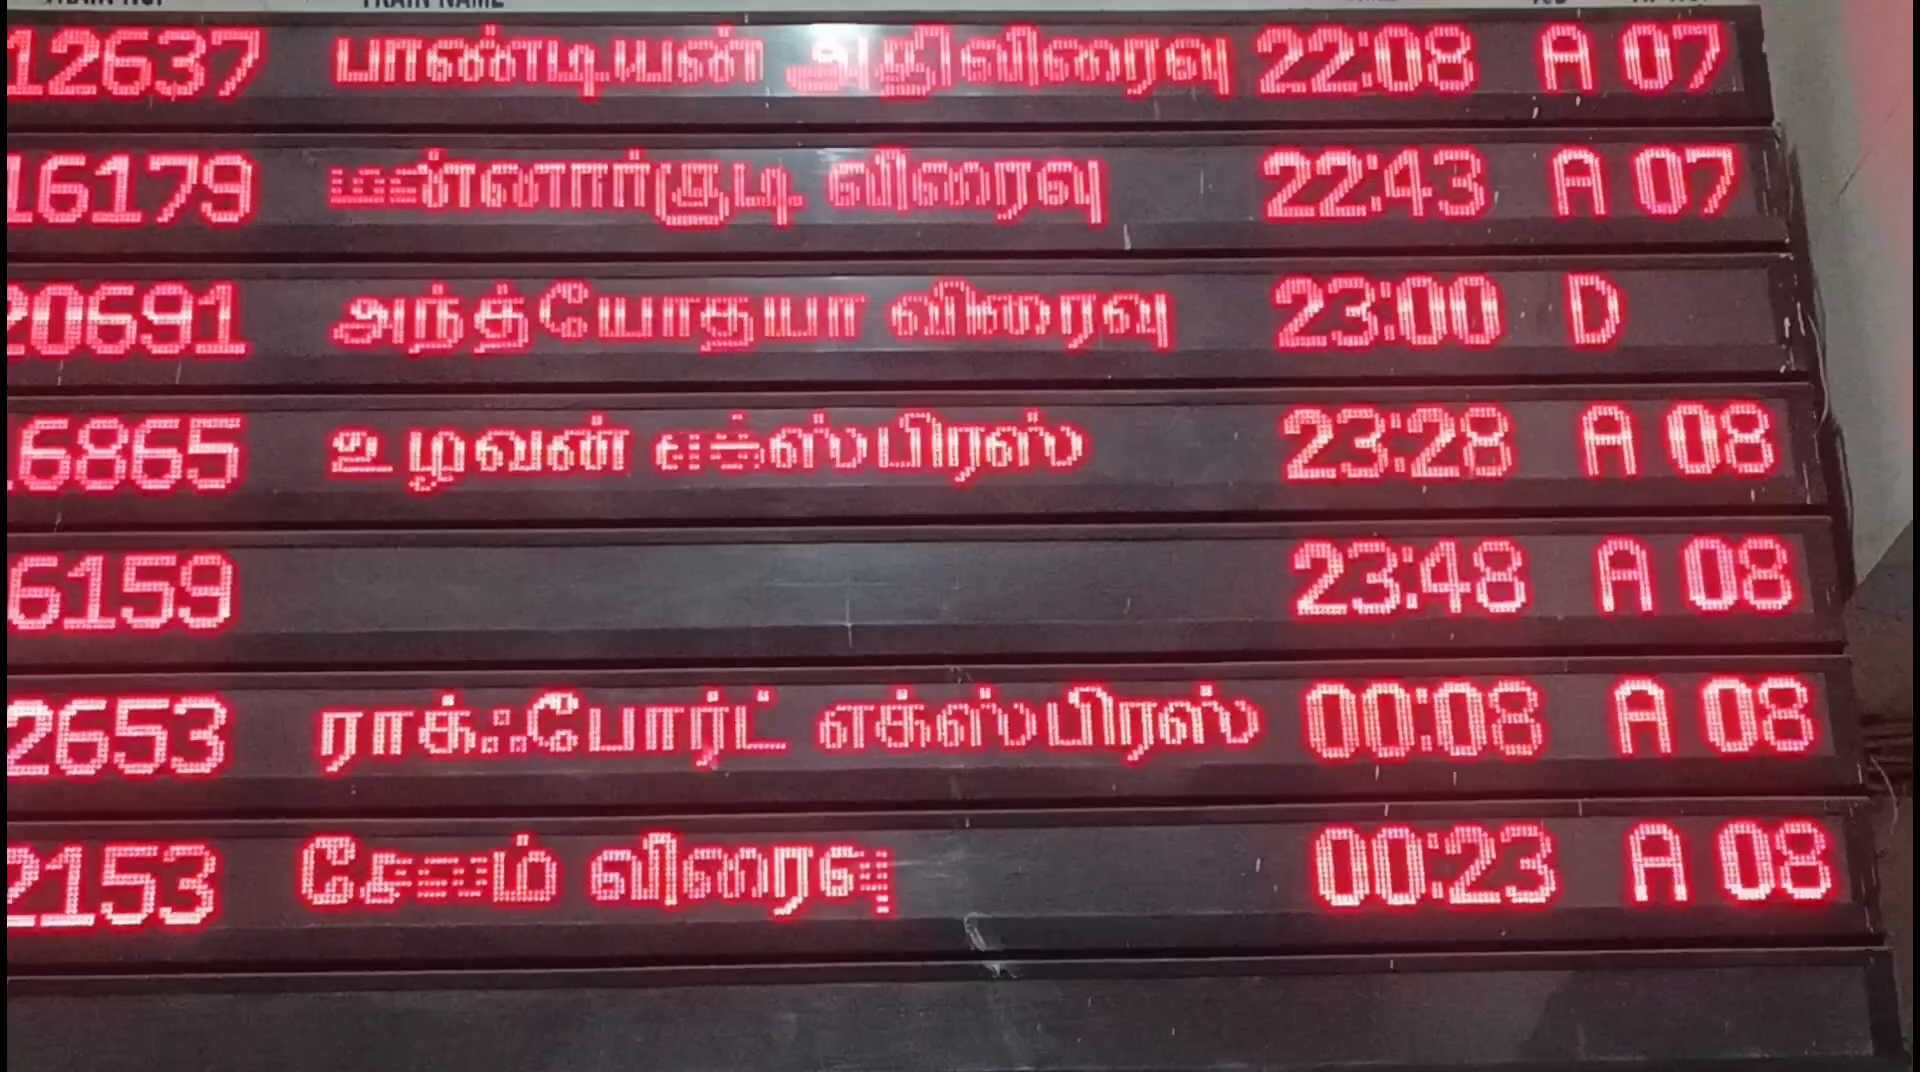 TRAIN NAME
12637 பாண்டியன் அதிவிரைவு 22:08 A 07
16179 மன்னார்குடி விரைவு 22:43 A 07
20691 அந்த்யோதயா விரைவு 23:00 D
6865 உழவன் எக்ஸ்பிரஸ் 23:28 A 08
6159 23:48 A 08
2653 ராக்ஃபோர்ட் எக்ஸ்பிரஸ் 00:08 A 08
2153 சேலம் விரைவு 00:23 A 08